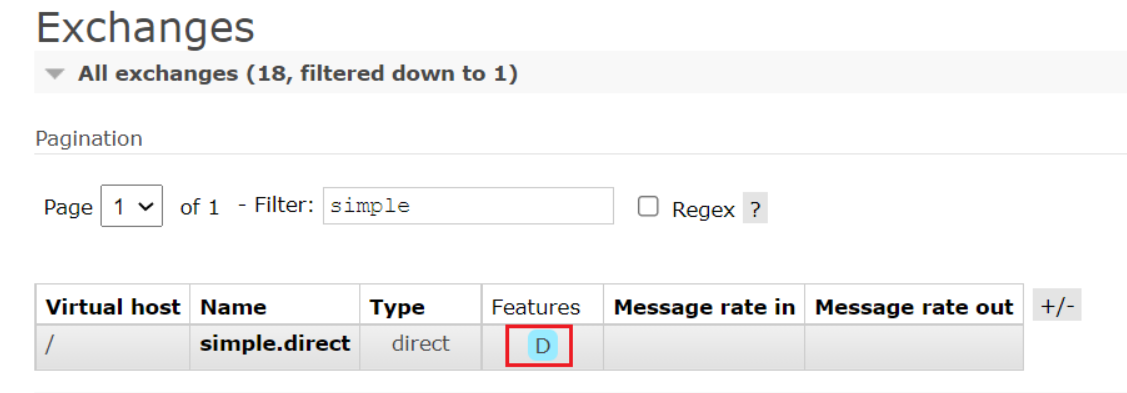 Exchanges
All exchanges (18, filtered down to 1)
Pagination
Page 1 of 1 - Filter: simple Regex ?
Virtual host Name Type Features Message rate in Message rate out +/-
/ simple.direct direct D